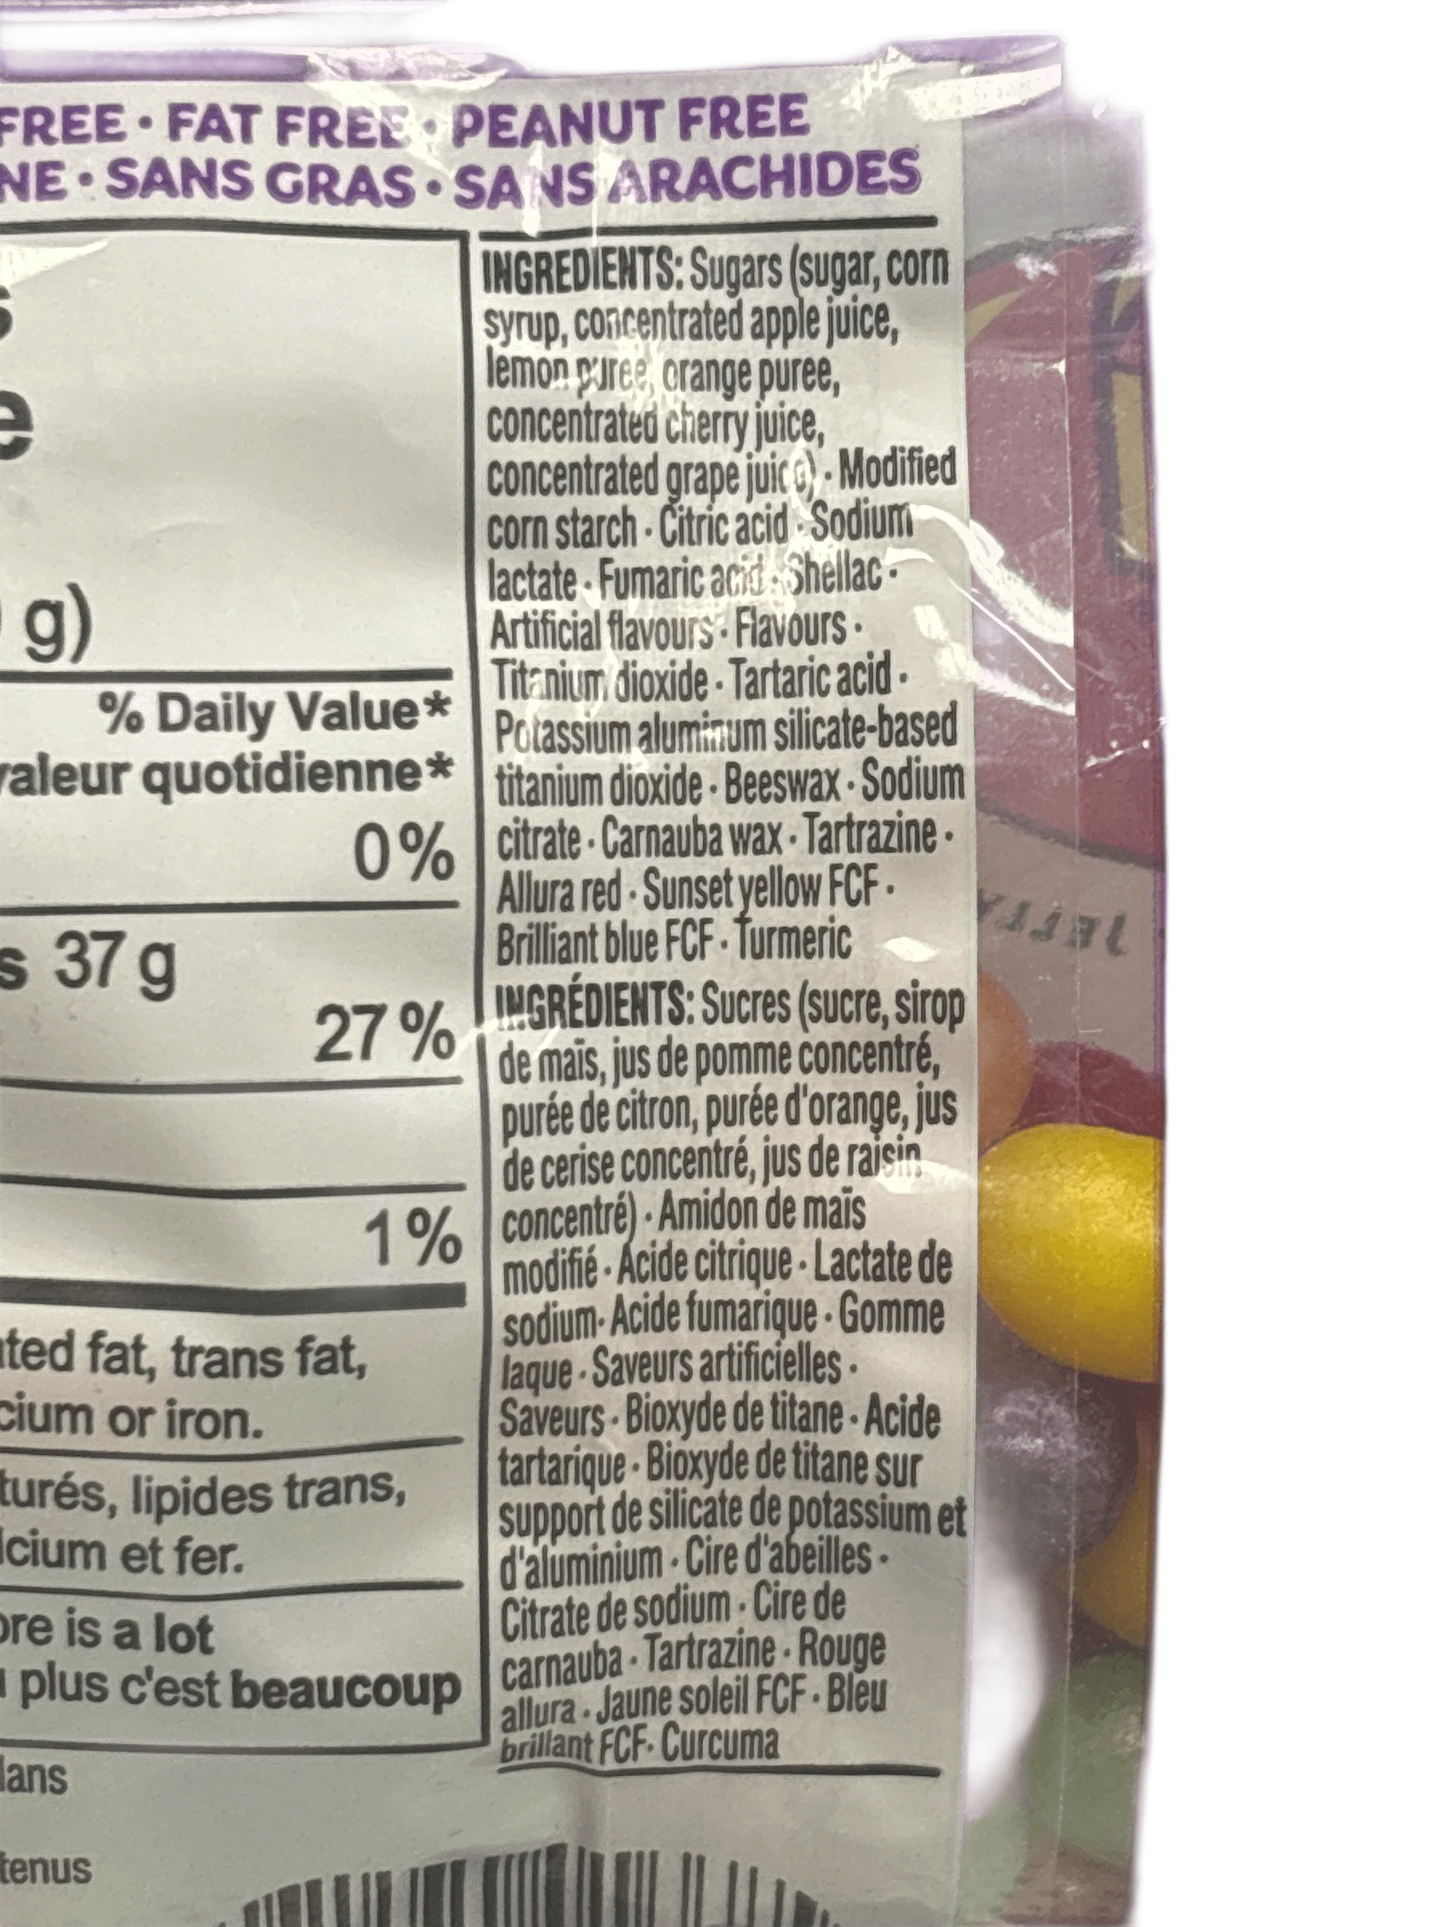 FREE • FAT FREE • PEANUT FREE
NE • SANS GRAS • SANS ARACHIDES
s
e
g)
% Daily Value*
valeur quotidienne*
0%
s 37 g
27%
1%
ted fat, trans fat,
cium or iron.
turés, lipides trans,
lcium et fer.
ore is a lot
plus c'est beaucoup
dans
tenus
INGREDIENTS: Sugars (sugar, corn
syrup, concentrated apple juice,
lemon puree, orange puree,
concentrated cherry juice,
concentrated grape juice) • Modified
corn starch • Citric acid • Sodium
lactate • Fumaric acid • Shellac •
Artificial flavours • Flavours •
Titanium dioxide • Tartaric acid •
Potassium aluminum silicate-based
titanium dioxide • Beeswax • Sodium
citrate • Carnauba wax • Tartrazine •
Allura red • Sunset yellow FCF •
Brilliant blue FCF • Turmeric
INGRÉDIENTS: Sucres (sucre, sirop
de maïs, jus de pomme concentré,
purée de citron, purée d'orange, jus
de cerise concentré, jus de raisin
concentré) • Amidon de maïs
modifié • Acide citrique • Lactate de
sodium • Acide fumarique • Gomme
laque • Saveurs artificielles •
Saveurs • Bioxyde de titane • Acide
tartarique • Bioxyde de titane sur
support de silicate de potassium et
d'aluminium • Cire d'abeilles •
Citrate de sodium • Cire de
carnauba • Tartrazine • Rouge
allura • Jaune soleil FCF • Bleu
brillant FCF • Curcuma
JELLY